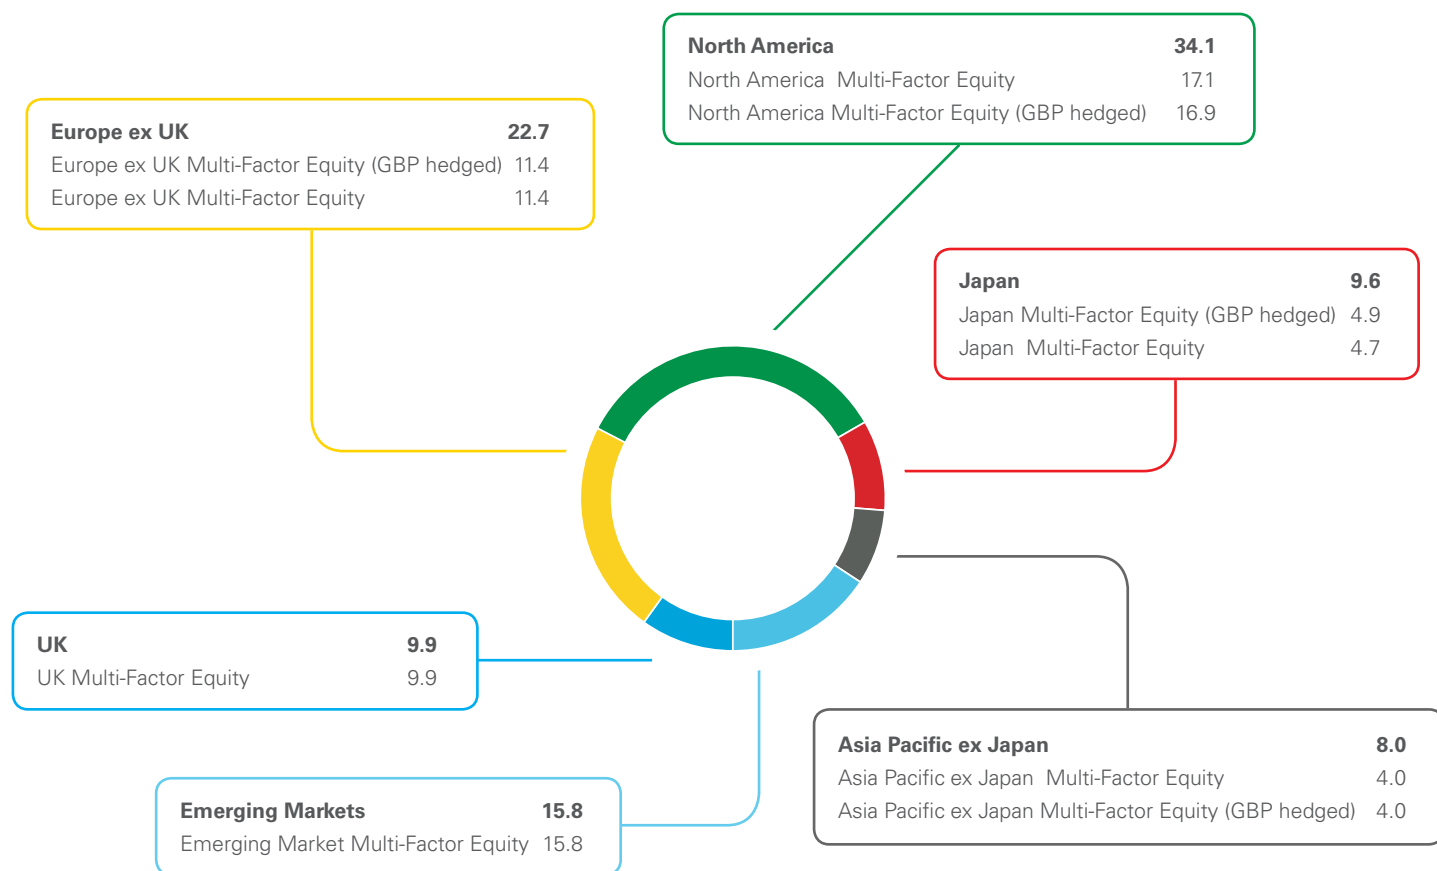 North America 34.1
North America Multi-Factor Equity 17.1
North America Multi-Factor Equity (GBP hedged) 16.9
Europe ex UK 22.7
Europe ex UK Multi-Factor Equity (GBP hedged) 11.4
Europe ex UK Multi-Factor Equity 11.4
Japan 9.6
Japan Multi-Factor Equity (GBP hedged) 4.9
Japan Multi-Factor Equity 4.7
UK 9.9
UK Multi-Factor Equity 9.9
Asia Pacific ex Japan 8.0
Asia Pacific ex Japan Multi-Factor Equity 4.0
Asia Pacific ex Japan Multi-Factor Equity (GBP hedged) 4.0
Emerging Markets 15.8
Emerging Market Multi-Factor Equity 15.8